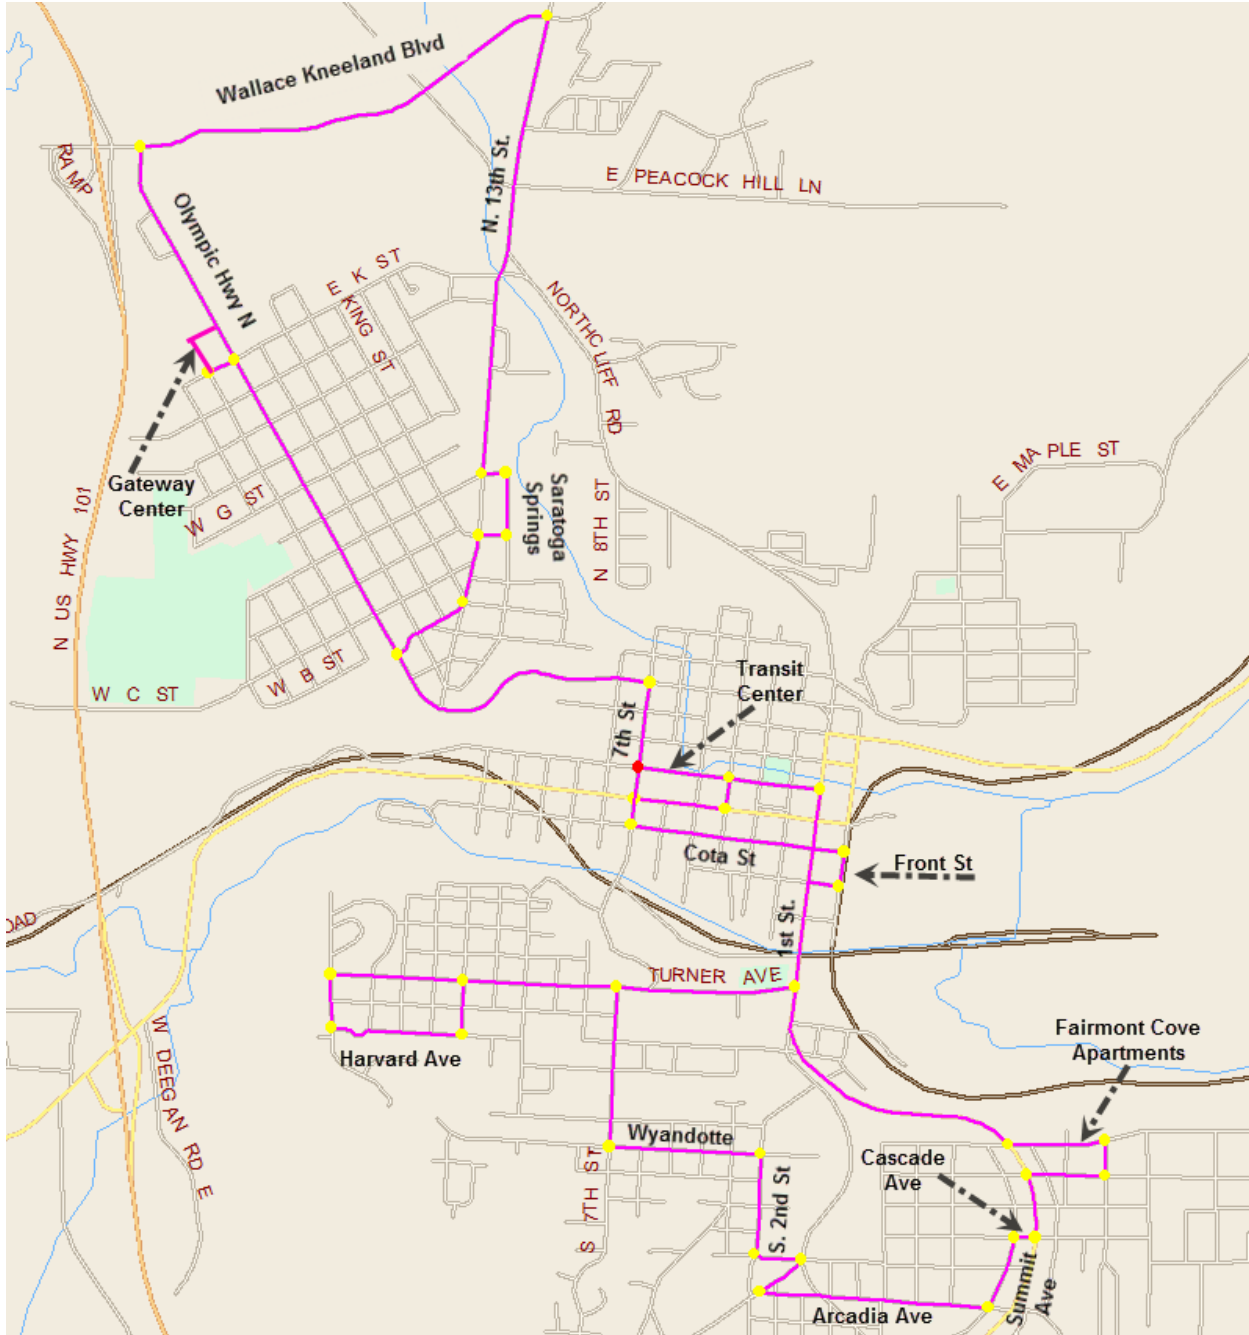 Wallace Kneeland Blvd
RAMP
N. 13th St.
E PEACOCK HILL LN
Olympic Hwy N
E K ST
KING ST
NORTHCLIFF RD
Gateway
Center
W G ST
N US HWY 101
Saratoga
Springs
N 8TH ST
E MAPLE ST
W C ST
W B ST
Transit
Center
7th St
Cota St
Front St
OAD
1st St.
TURNER AVE
Harvard Ave
W DEEGAN RD E
Fairmont Cove
Apartments
Wyandotte
Cascade
Ave
S 7TH ST
S. 2nd St
Summit
Ave
Arcadia Ave